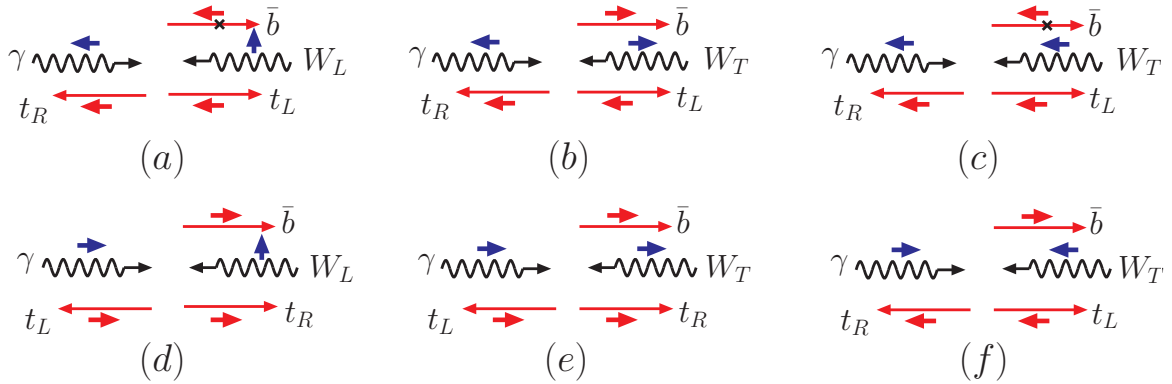 b̄ b̄ b̄
γ W_L γ W_T γ W_T
t_R t_L t_R t_L t_R t_L
(a) (b) (c)
b̄ b̄ b̄
γ W_L γ W_T γ W_T
t_L t_R t_L t_R t_R t_L
(d) (e) (f)